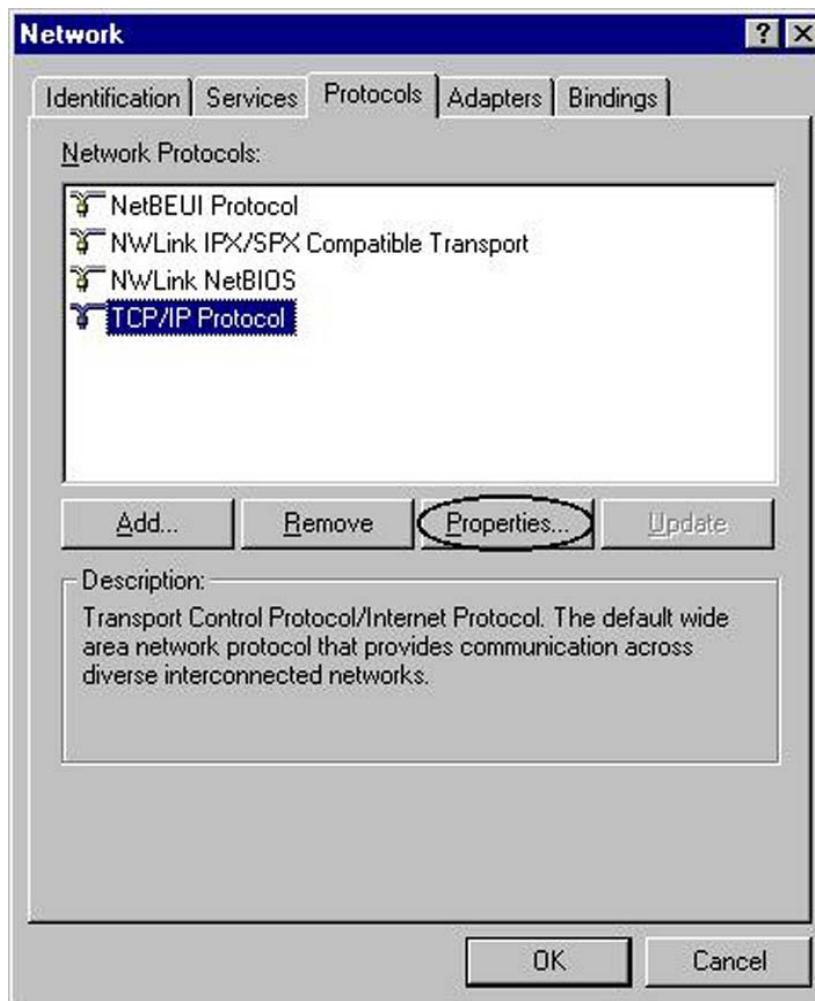 Network
Identification
Services
Protocols
Adapters
Bindings
Network Protocols:
NetBEUI Protocol
NWLink IPX/SPX Compatible Transport
NWLink NetBIOS
TCP/IP Protocol
Add...
Remove
Properties...
Update
Description:
Transport Control Protocol/Internet Protocol. The default wide
area network protocol that provides communication across
diverse interconnected networks.
OK
Cancel